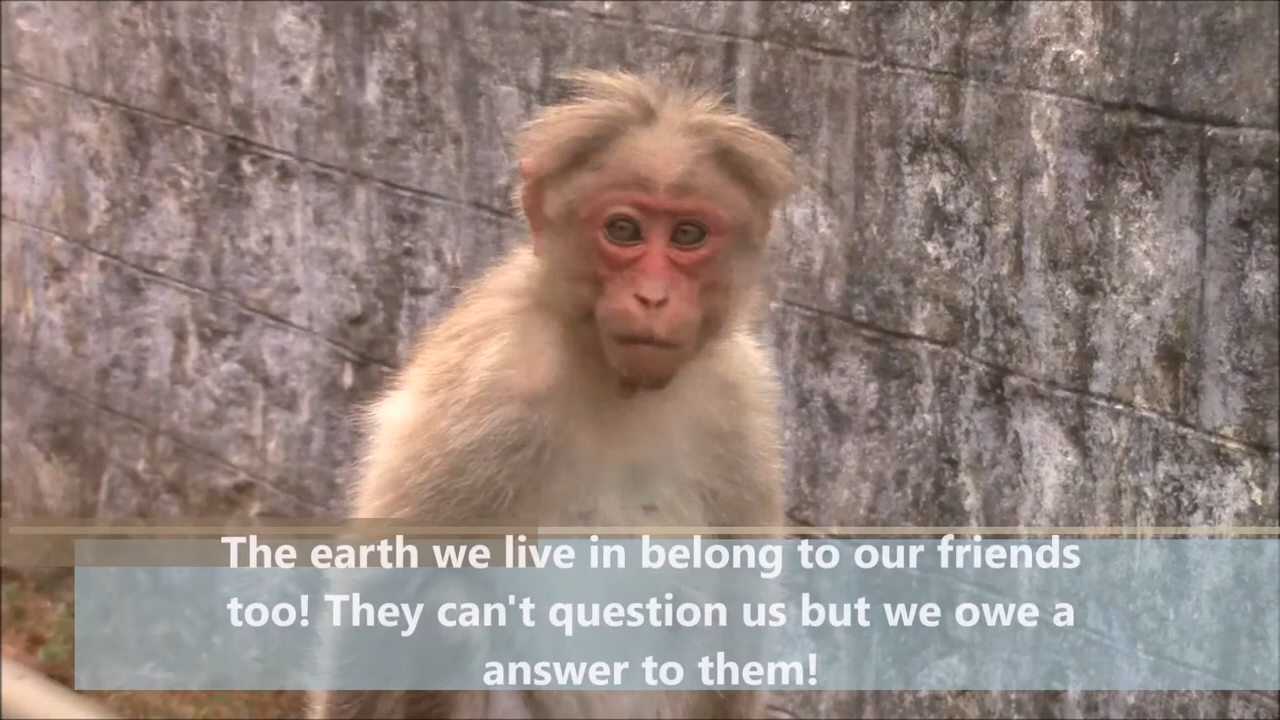 The earth we live in belong to our friends
too! They can't question us but we owe a
answer to them!